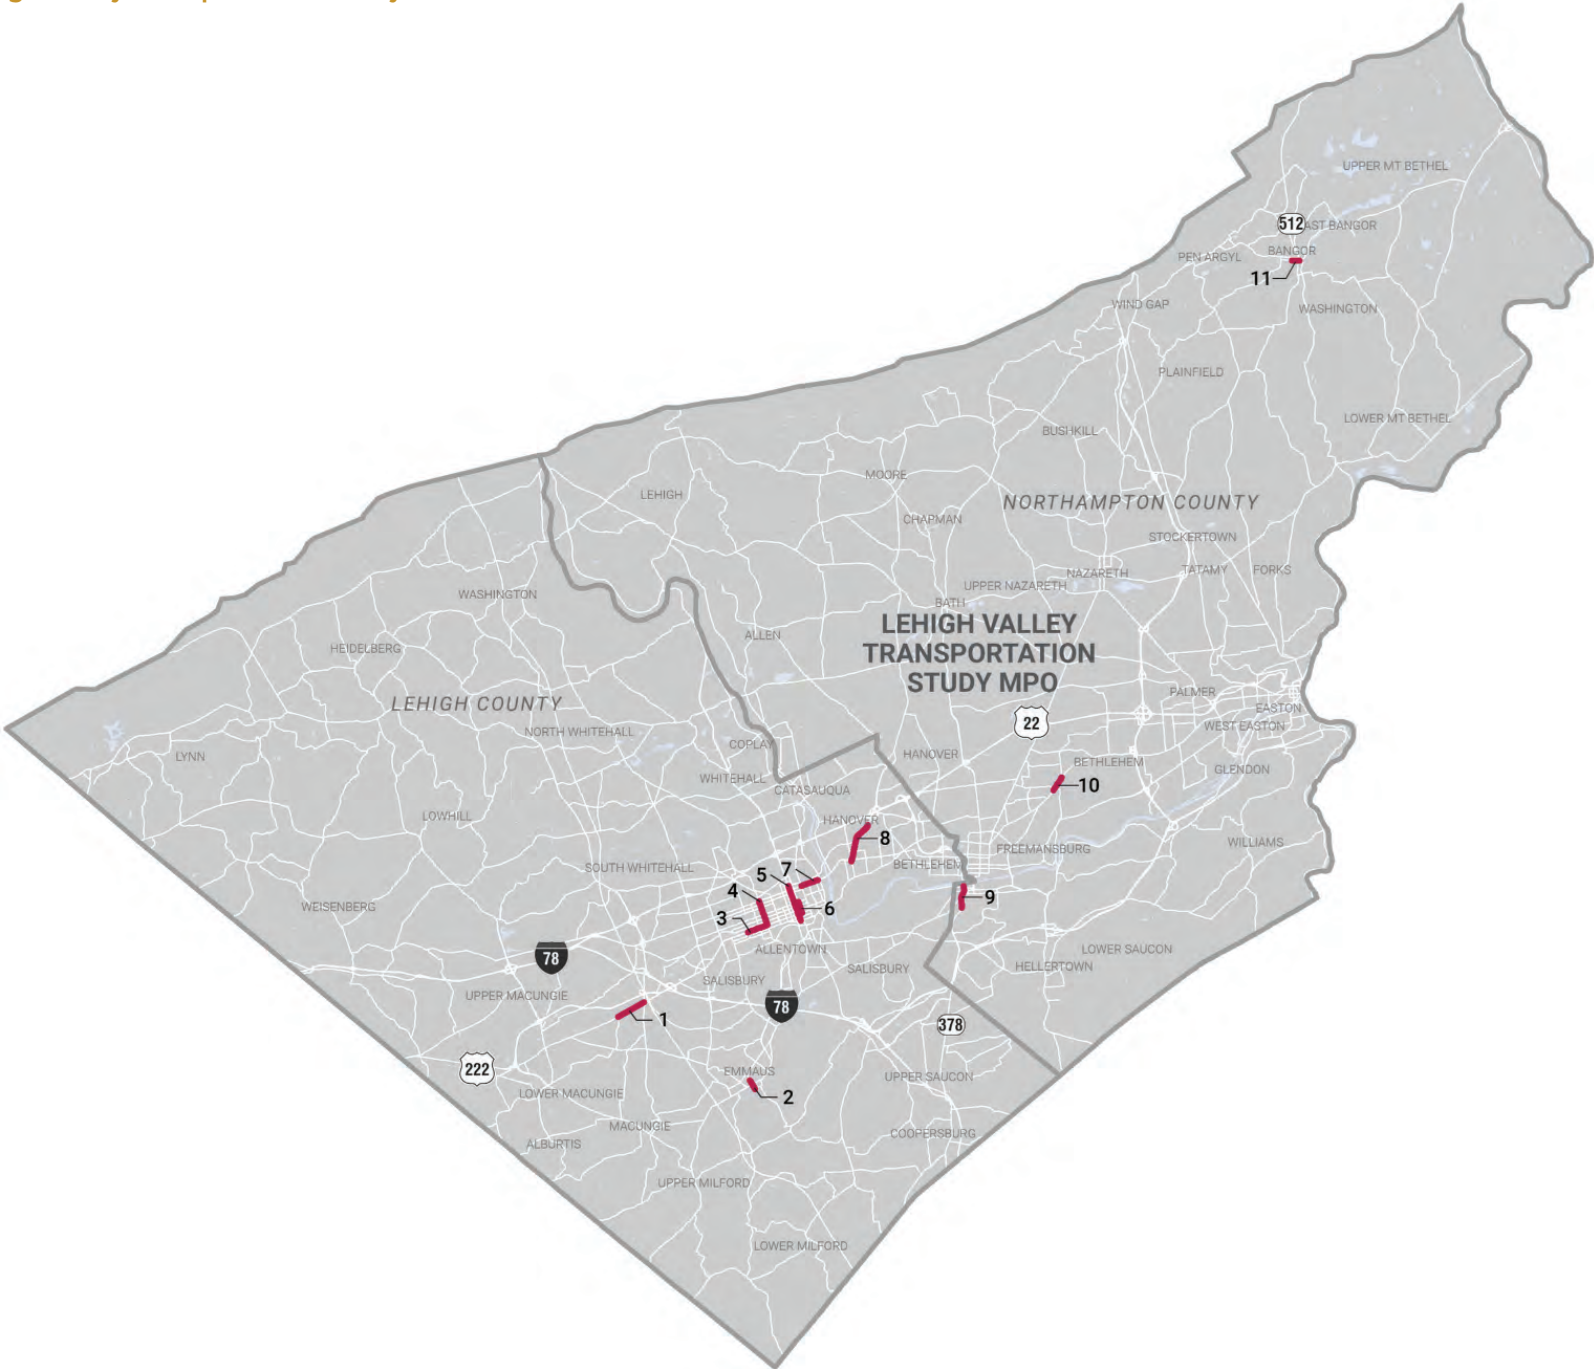 UPPER MT BETHEL
512
AST BANGOR
BANGOR
PEN ARGYL
11
WIND GAP
WASHINGTON
PLAINFIELD
LOWER MT BETHEL
BUSHKILL
MOORE
LEHIGH
NORTHAMPTON COUNTY
CHAPMAN
STOCKERTOWN
NAZARETH
TATAMY
FORKS
UPPER NAZARETH
WASHINGTON
BATH
LEHIGH VALLEY
TRANSPORTATION
STUDY MPO
ALLEN
HEIDELBERG
LEHIGH COUNTY
PALMER
EASTON
WEST EASTON
22
NORTH WHITEHALL
COPLAY
HANOVER
LYNN
BETHLEHEM
GLENDON
WHITEHALL
CATASAUQUA
10
LOWHILL
HANOVER
8
WILLIAMS
FREEMANSBURG
SOUTH WHITEHALL
BETHLEHEM
7
5
4
9
WEISENBERG
6
3
ALLENTOWN
LOWER SAUCON
78
SALISBURY
HELLERTOWN
SALISBURY
UPPER MACUNGIE
78
1
378
222
EMMAUS
UPPER SAUCON
LOWER MACUNGIE
2
MACUNGIE
COOPERSBURG
ALBURTIS
UPPER MILFORD
LOWER MILFORD